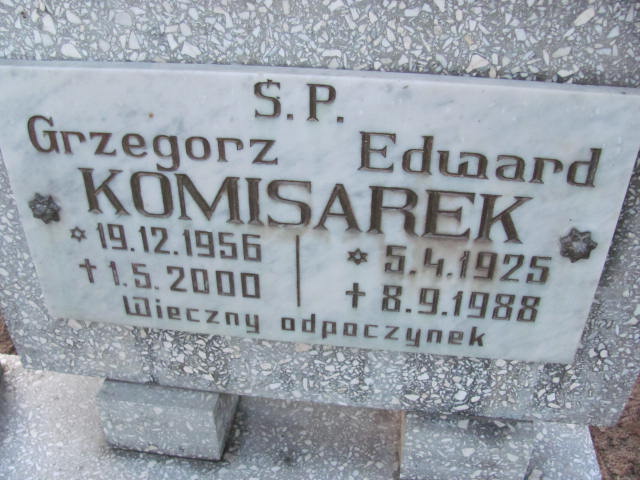 Ś.P.
Grzegorz Edward
KOMISAREK
✡ 19.12.1956 ✡ 5.4.1925
✝ 1.5.2000 ✝ 8.9.1988
Wieczny odpoczynek